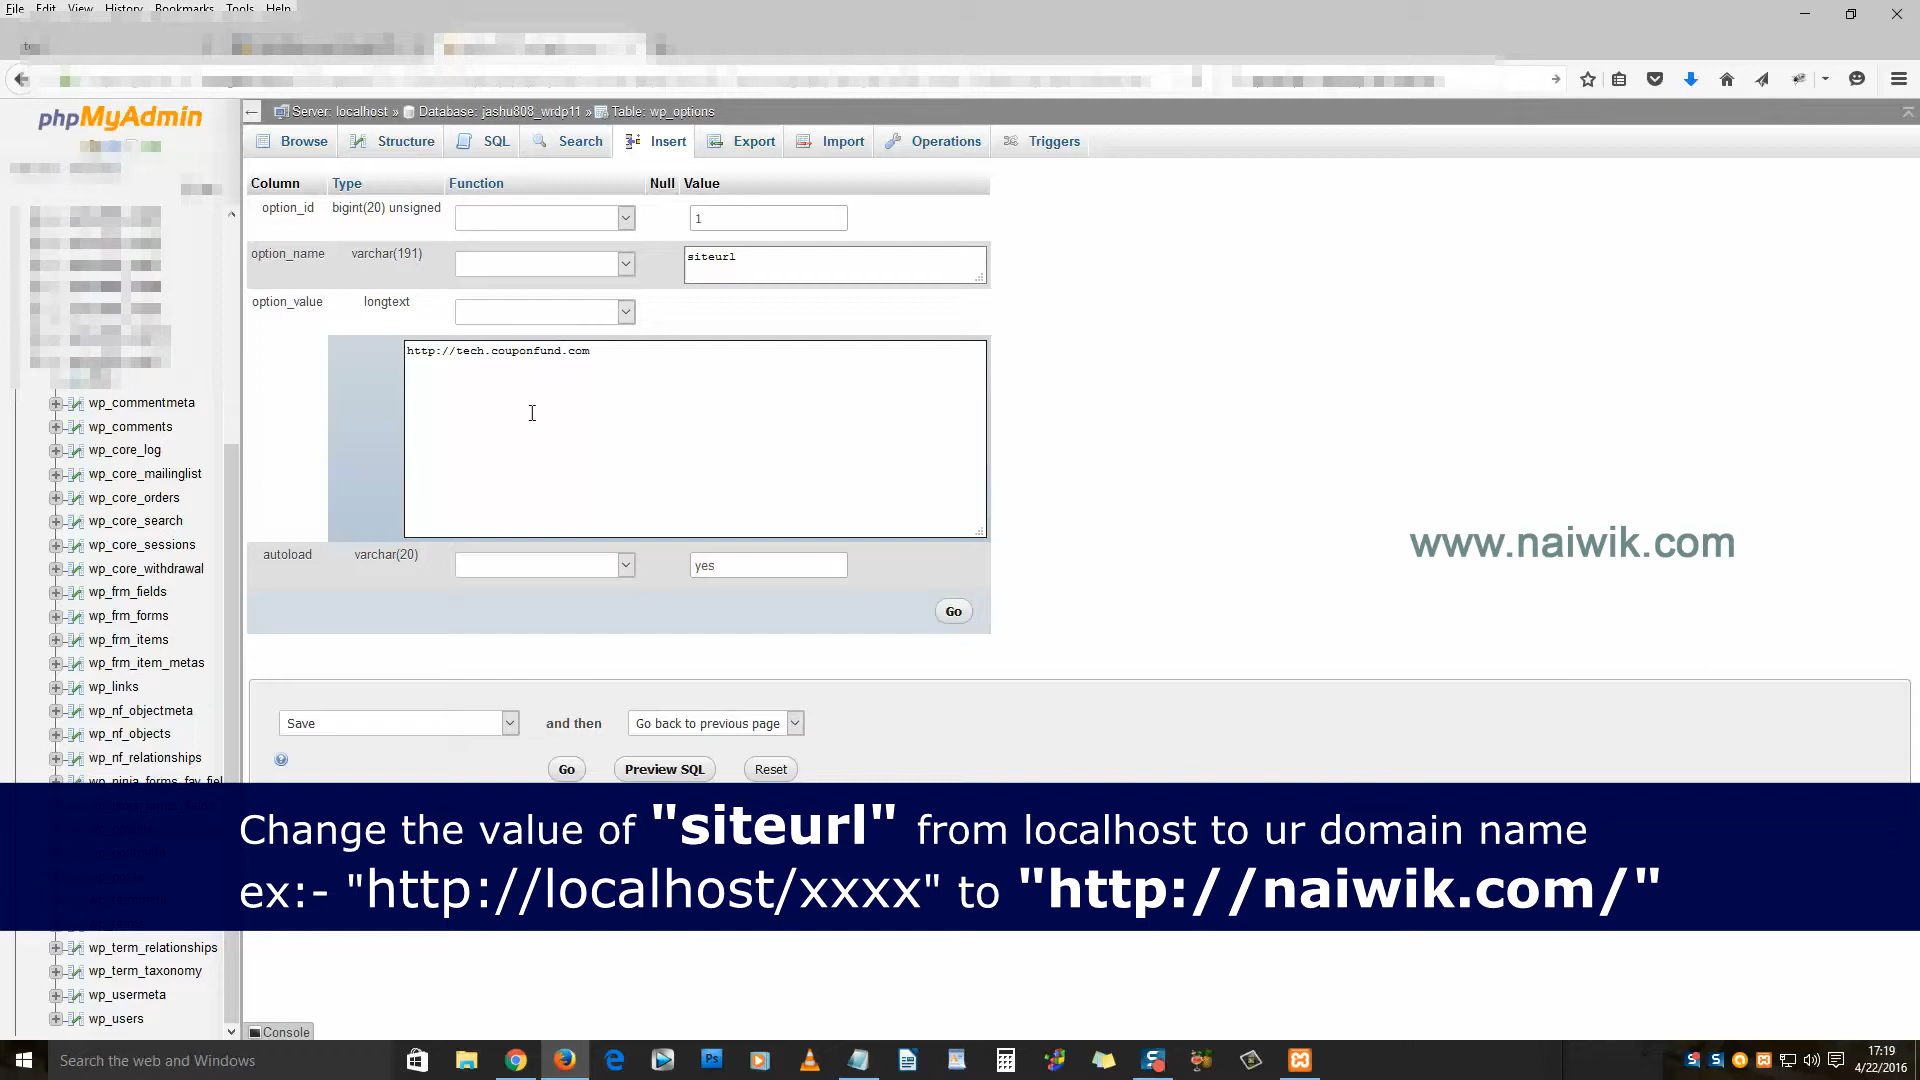 File Edit View History Bookmarks Tools Help
phpMyAdmin
Server: localhost » Database: jashu808_wrdp11 » Table: wp_options
Browse Structure SQL Search Insert Export Import Operations Triggers
Column Type Function Null Value
option_id bigint(20) unsigned 1
option_name varchar(191) siteurl
option_value longtext
http://tech.couponfund.com
autoload varchar(20) yes
Go
wp_commentmeta
wp_comments
wp_core_log
wp_core_mailinglist
wp_core_orders
wp_core_search
wp_core_sessions
wp_core_withdrawal
wp_frm_fields
wp_frm_forms
wp_frm_items
wp_frm_item_metas
wp_links
wp_nf_objectmeta
wp_nf_objects
wp_nf_relationships
wp_ninja_forms_fav_fiel
wp_term_relationships
wp_term_taxonomy
wp_usermeta
wp_users
www.naiwik.com
Save and then Go back to previous page
Go Preview SQL Reset
Change the value of "siteurl" from localhost to ur domain name
ex:- "http://localhost/xxxx" to "http://naiwik.com/"
Console
Search the web and Windows
17:19
4/22/2016